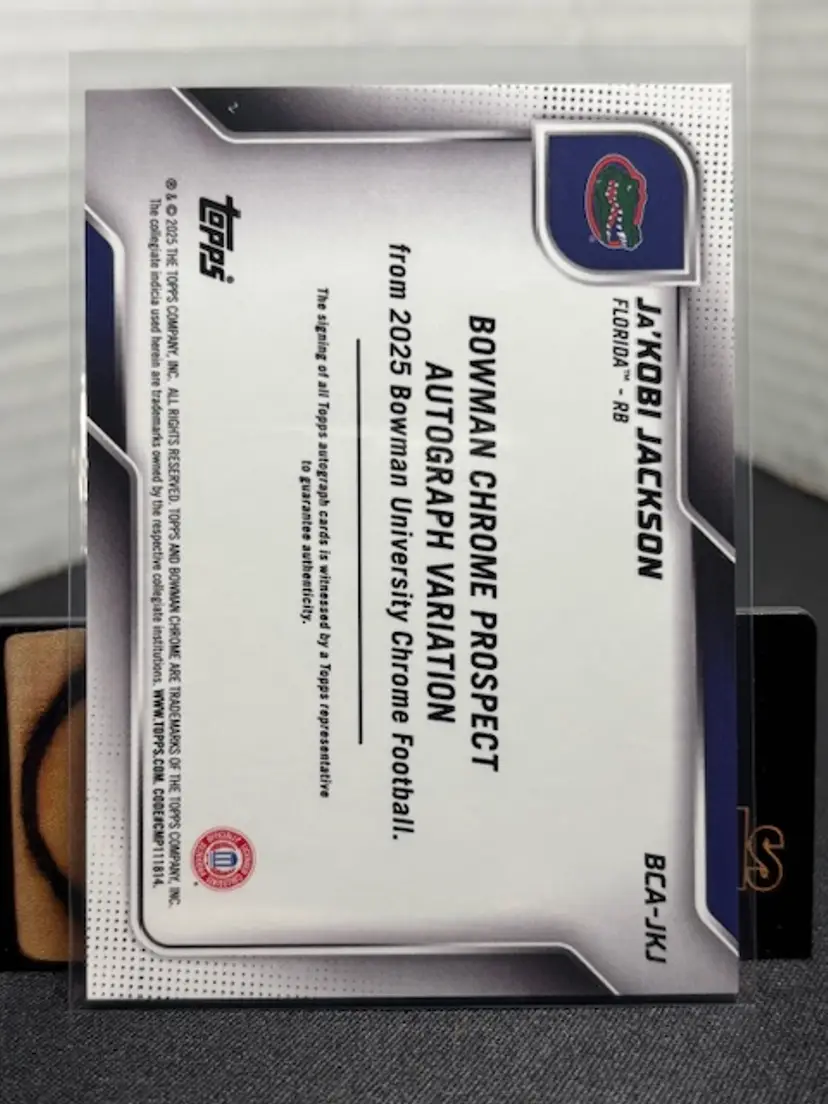 JA'KOBI JACKSON
FLORIDA™ - RB
BCA-JKJ
BOWMAN CHROME PROSPECT
AUTOGRAPH VARIATION
from 2025 Bowman University Chrome Football.
The signing of all Topps autograph cards is witnessed by a Topps representative
to guarantee authenticity.
topps®
® & © 2025 THE TOPPS COMPANY, INC. ALL RIGHTS RESERVED. TOPPS AND BOWMAN CHROME ARE TRADEMARKS OF THE TOPPS COMPANY, INC.
The collegiate indicia used herein are trademarks owned by the respective collegiate institutions. WWW.TOPPS.COM. CODE#CMP111814.